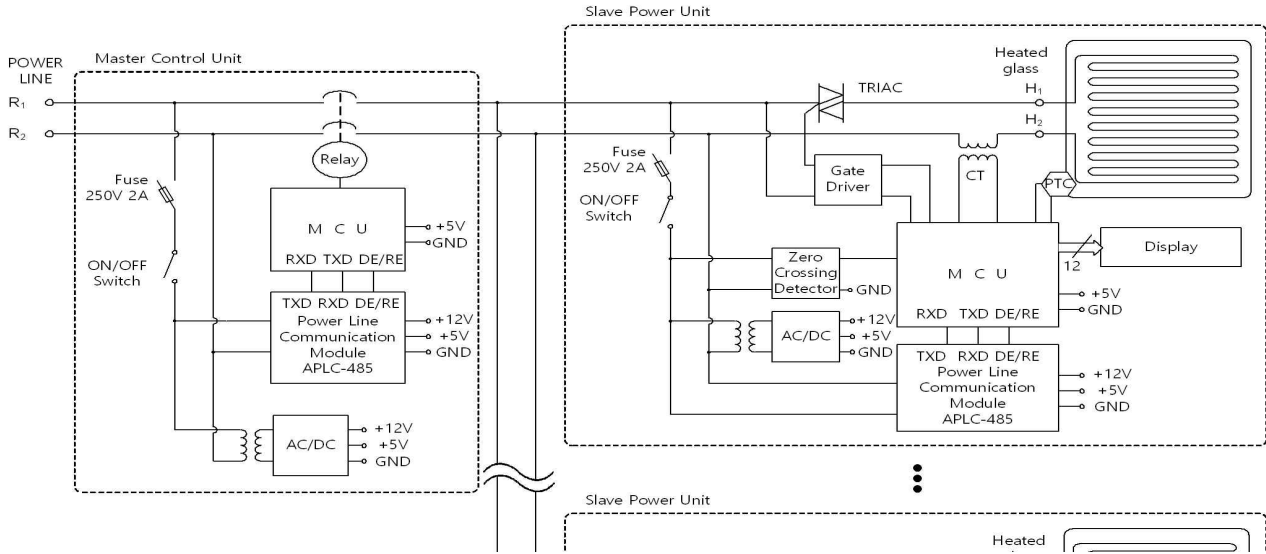 Slave Power Unit
Master Control Unit
POWER
LINE
R1
R2
Relay
Fuse
250V 2A
ON/OFF
Switch
M C U
+5V
GND
RXD TXD DE/RE
TXD RXD DE/RE
Power Line
Communication
Module
APLC-485
+12V
+5V
GND
AC/DC
+12V
+5V
GND
TRIAC
Heated
glass
H1
H2
Fuse
250V 2A
ON/OFF
Switch
Gate
Driver
CT
PTC
Zero
Crossing
Detector
GND
M C U
12
Display
+5V
GND
RXD TXD DE/RE
AC/DC
+12V
+5V
GND
TXD RXD DE/RE
Power Line
Communication
Module
APLC-485
+12V
+5V
GND
Slave Power Unit
Heated